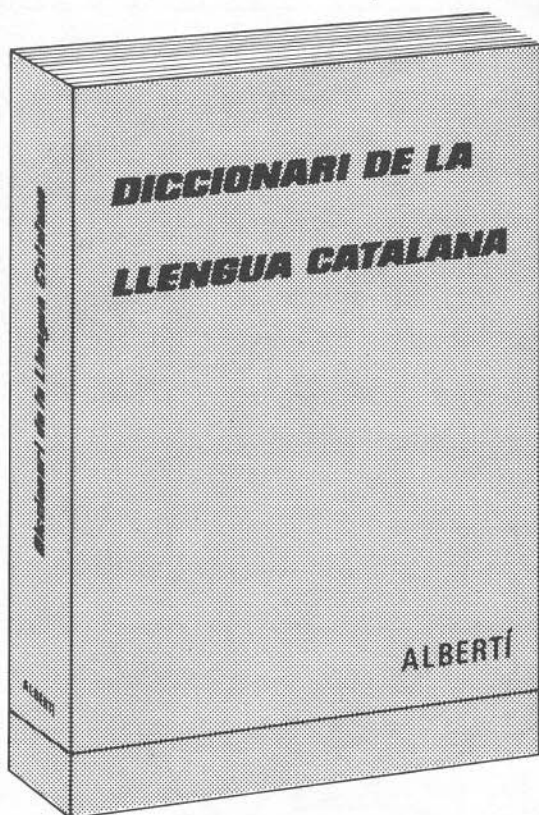 DICCIONARI DE LA
LLENGUA CATALANA
ALBERTÍ
Diccionari de la Llengua Catalana
ALBERTÍ